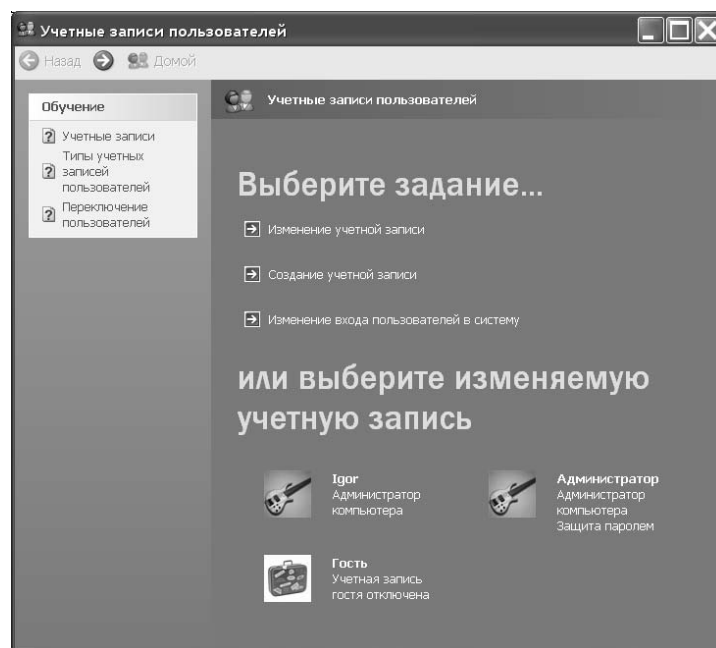 Учетные записи пользователей
Назад Домой
Обучение
Учетные записи
Типы учетных
записей
пользователей
Переключение
пользователей
Учетные записи пользователей
Выберите задание...
Изменение учетной записи
Создание учетной записи
Изменение входа пользователей в систему
или выберите изменяемую
учетную запись
Igor
Администратор
компьютера
Администратор
Администратор
компьютера
Защита паролем
Гость
Учетная запись
гостя отключена